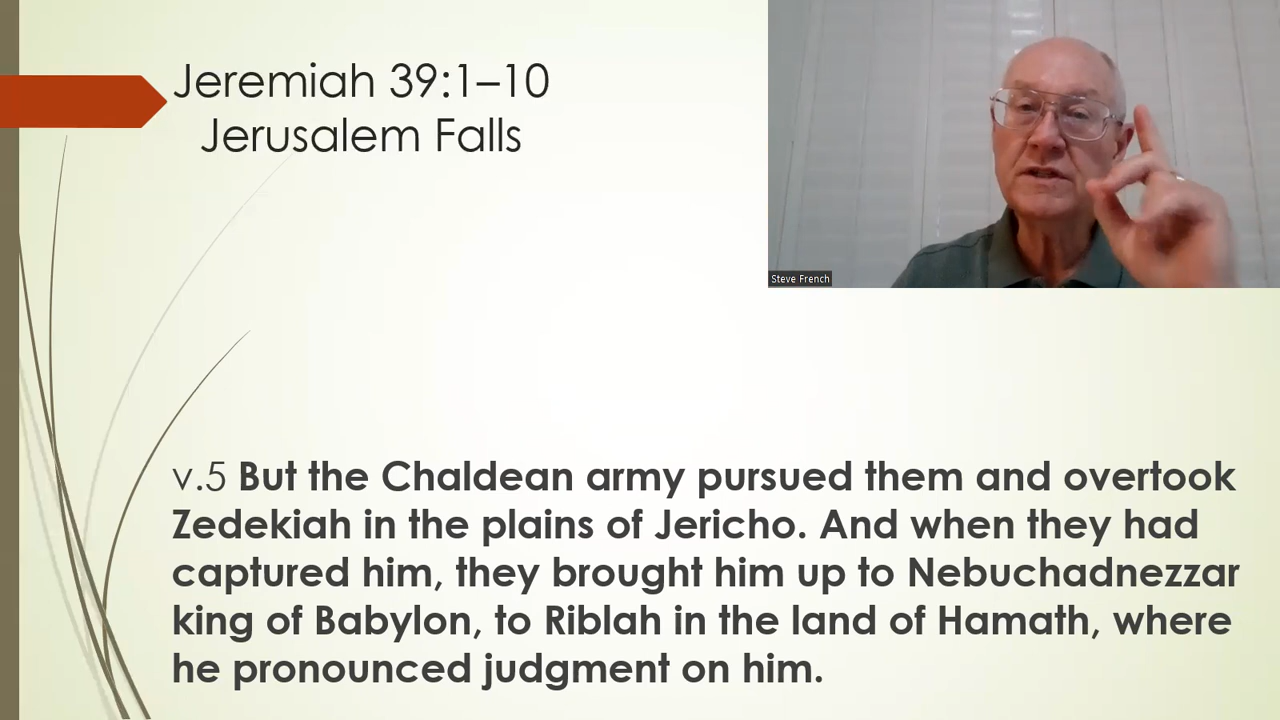 Jeremiah 39:1–10
Jerusalem Falls
Steve French
v.5 But the Chaldean army pursued them and overtook
Zedekiah in the plains of Jericho. And when they had
captured him, they brought him up to Nebuchadnezzar
king of Babylon, to Riblah in the land of Hamath, where
he pronounced judgment on him.